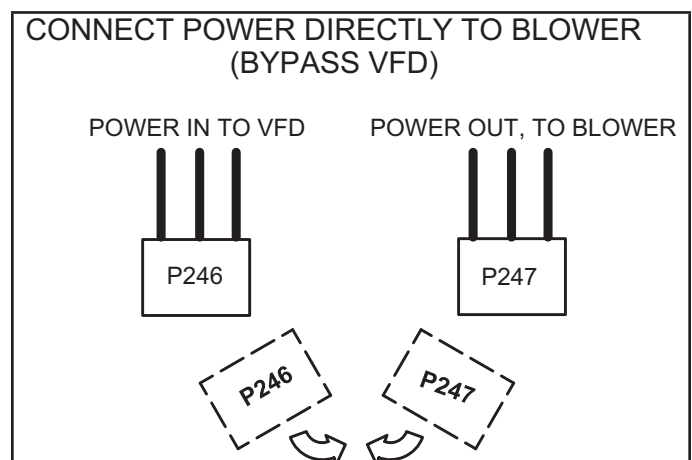 CONNECT POWER DIRECTLY TO BLOWER
(BYPASS VFD)
POWER IN TO VFD
POWER OUT, TO BLOWER
P246
P247
P246
P247